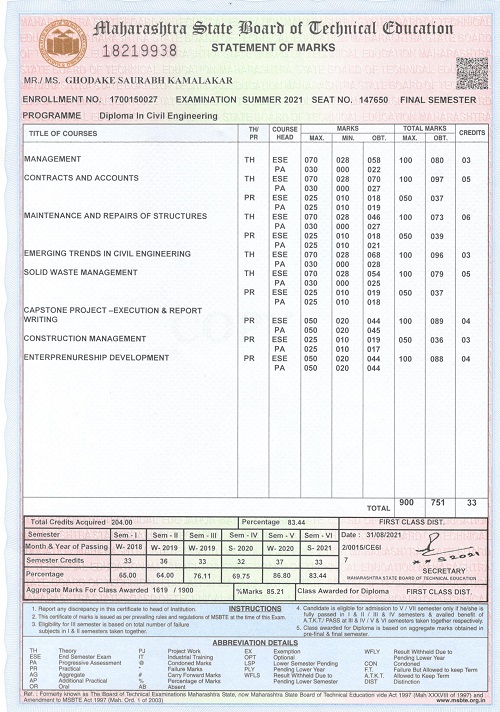 Maharashtra State Board of Technical Education
18219938
STATEMENT OF MARKS
MR./ MS. GHODAKE SAURABH KAMALAKAR
ENROLLMENT NO. 1700150027 EXAMINATION SUMMER 2021 SEAT NO. 147650 FINAL SEMESTER
PROGRAMME Diploma In Civil Engineering
TITLE OF COURSES TH/ PR COURSE HEAD MARKS MAX. MIN. OBT. TOTAL MARKS MAX. OBT. CREDITS
MANAGEMENT TH ESE 070 028 058 100 080 03
PA 030 000 022
CONTRACTS AND ACCOUNTS TH ESE 070 028 070 100 097 05
PA 030 000 027
PR ESE 025 010 018 050 037
PA 025 010 019
MAINTENANCE AND REPAIRS OF STRUCTURES TH ESE 070 028 046 100 073 06
PA 030 000 027
PR ESE 025 010 018 050 039
PA 025 010 021
EMERGING TRENDS IN CIVIL ENGINEERING TH ESE 070 028 068 100 096 03
PA 030 000 028
SOLID WASTE MANAGEMENT TH ESE 070 028 054 100 079 05
PA 030 000 025
PR ESE 025 010 019 050 037
PA 025 010 018
CAPSTONE PROJECT –EXECUTION & REPORT
WRITING PR ESE 050 020 044 100 089 04
PA 050 020 045
CONSTRUCTION MANAGEMENT PR ESE 025 010 019 050 036 03
PA 025 010 017
ENTERPRENURESHIP DEVELOPMENT PR ESE 050 020 044 100 088 04
PA 050 020 044
TOTAL 900 751 33
Total Credits Acquired 204.00 Percentage 83.44 FIRST CLASS DIST.
Semester Sem - I Sem – II Sem – III Sem – IV Sem – V Sem – VI Date : 31/08/2021
Month & Year of Passing W- 2018 W- 2019 W- 2019 S- 2020 W- 2020 S- 2021 2/0015/CE6I
Semester Credits 33 36 33 32 37 33 7
Percentage 65.00 64.00 76.11 69.75 86.80 83.44 SECRETARY
MAHARASHTRA STATE BOARD OF TECHNICAL EDUCATION
Aggregate Marks For Class Awarded 1619 / 1900 %Marks 85.21 Class Awarded for Diploma FIRST CLASS DIST.
INSTRUCTIONS
1. Report any discrepancy in this certificate to head of Institution.
2. This certificate of marks is issued as per prevailing rules and regulations of MSBTE at the time of this Exam.
3. Eligibility for III semester is based on total number of failure
subjects in I & II semesters taken together.
4. Candidate is eligible for admission to V / VII semester only if he/she is
fully passed in I & II / III & IV semesters & availed benefit of
A.T.K.T./ PASS at III & IV / V & VI semesters taken together respectively.
5. Class awarded for Diploma is based on aggregate marks obtained in
pre-final & final semester.
ABBREVIATION DETAILS
TH Theory PJ Project Work EX Exemption WFLY Result Withheld Due to
ESE End Semester Exam IT Industrial Training OPT Optional Pending Lower Year
PA Progressive Assessment @ Condoned Marks LSP Lower Semester Pending CON Condoned
PR Practical * Failure Marks PLY Pending Lower Year F.T. Failure But Allowed to Keep Term
AG Aggregate # Carry Forward Marks WFLS Result Withheld Due to A.T.K.T. Allowed to Keep Term
AP Additional Practical % Percentage of Marks Pending Lower Semester DIST Distinction
OR Oral AB Absent
Ref. : Formerly known as The Board of Technical Examinations Maharashtra State, now Maharashtra State Board of Technical Education vide Act 1997 (Mah XXXVIII of 1997) and
Amendment to MSBTE Act 1997 (Mah. Ord. 1 of 2003) www.msbte.org.in